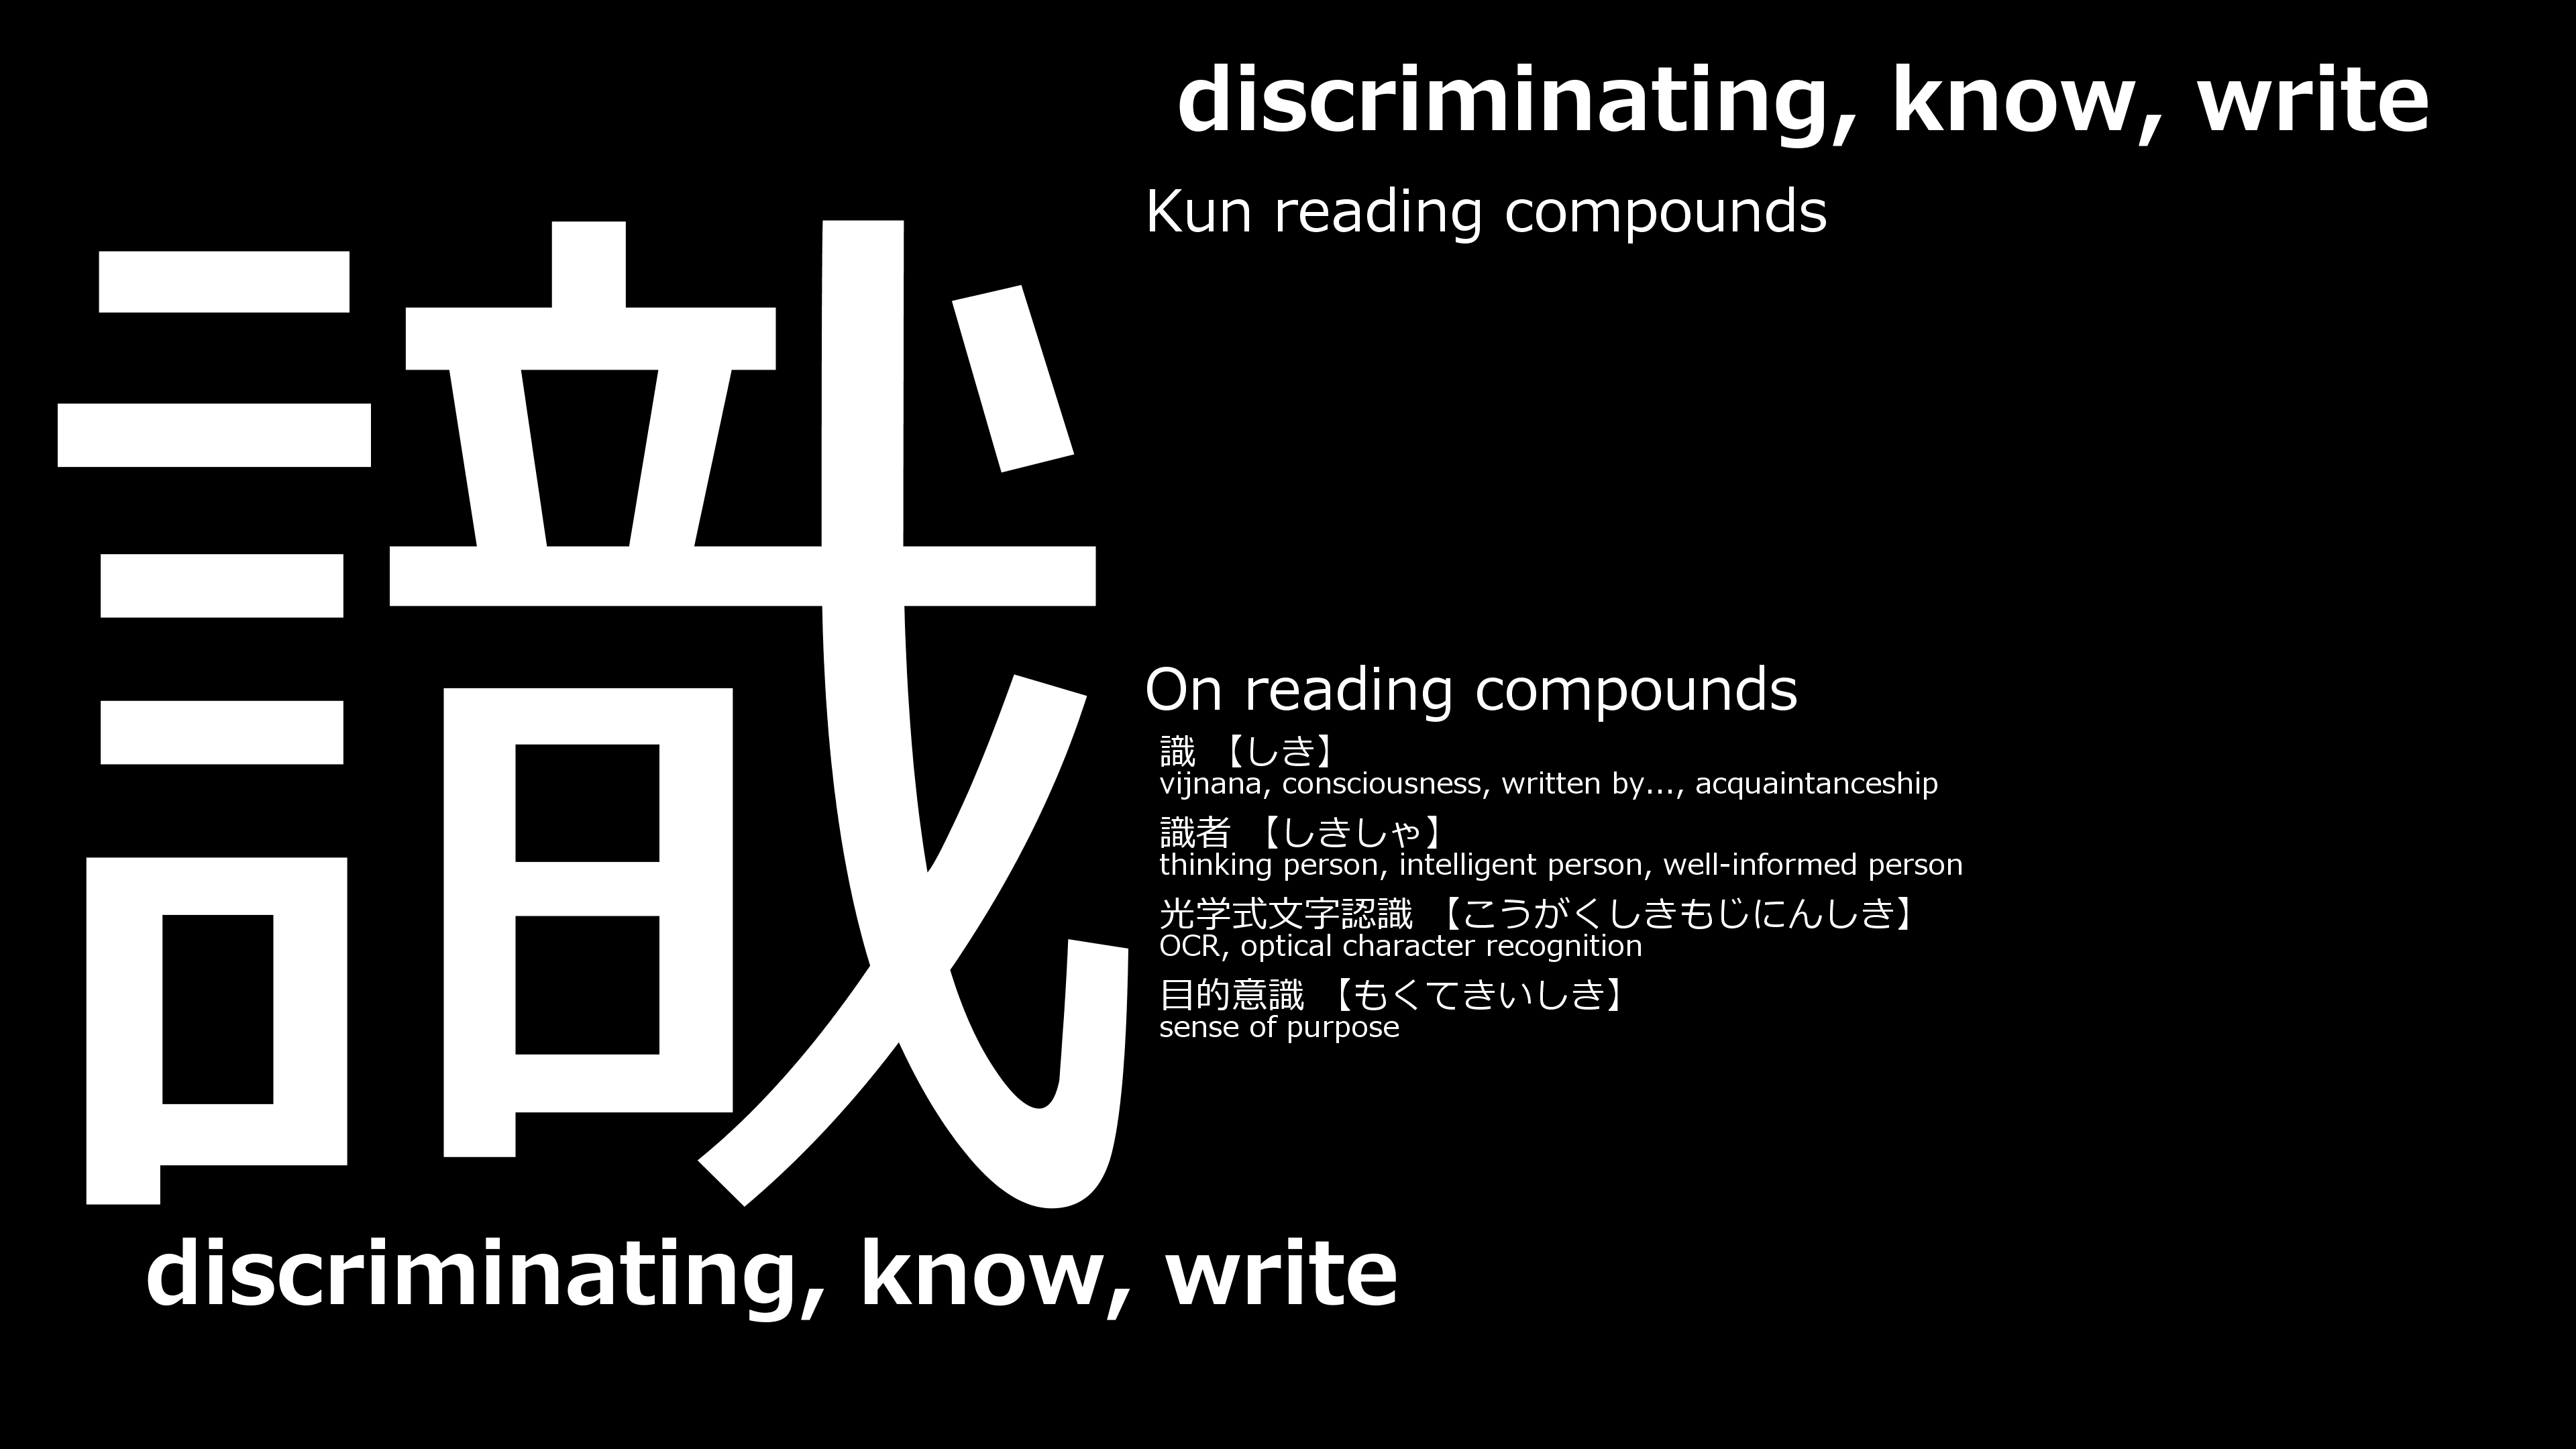 識
discriminating, know, write
discriminating, know, write
Kun reading compounds
On reading compounds
識 【しき】
vijnana, consciousness, written by..., acquaintanceship
識者 【しきしゃ】
thinking person, intelligent person, well-informed person
光学式文字認識 【こうがくしきもじにんしき】
OCR, optical character recognition
目的意識 【もくてきいしき】
sense of purpose